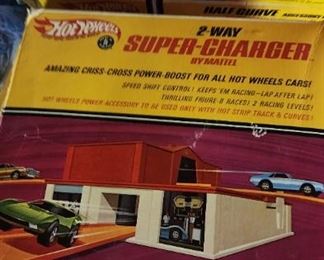 HALF CURVE
Hot Wheels
2-WAY
SUPER-CHARGER
BY MATTEL
AMAZING CRISS-CROSS POWER-BOOST FOR ALL HOT WHEELS CARS!
SPEED SHIFT CONTROL! KEEPS 'EM RACING—LAP AFTER LAP!
THRILLING FIGURE-8 RACES! 2 RACING LEVELS!
HOT WHEELS POWER ACCESSORY TO BE USED ONLY WITH HOT STRIP TRACK & CURVES!